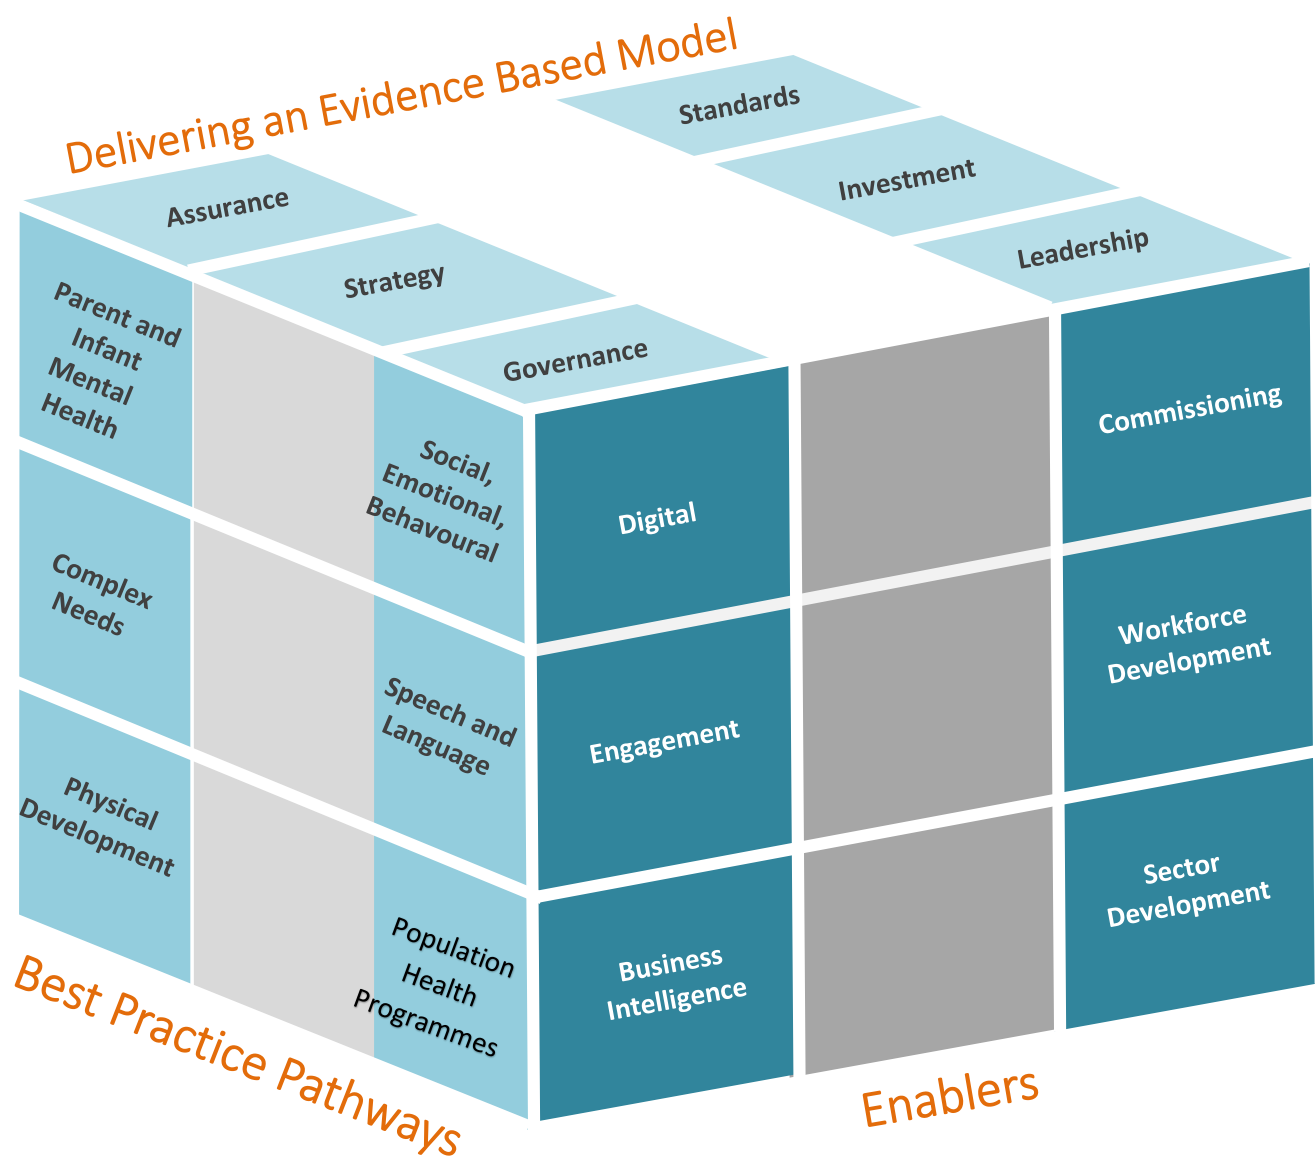 Delivering an Evidence Based Model
Standards
Investment
Leadership
Assurance
Strategy
Governance
Parent and
Infant
Mental
Health
Social,
Emotional,
Behavoural
Complex
Needs
Speech and
Language
Physical
Development
Population
Health
Programmes
Best Practice Pathways
Digital
Commissioning
Engagement
Workforce
Development
Business
Intelligence
Sector
Development
Enablers